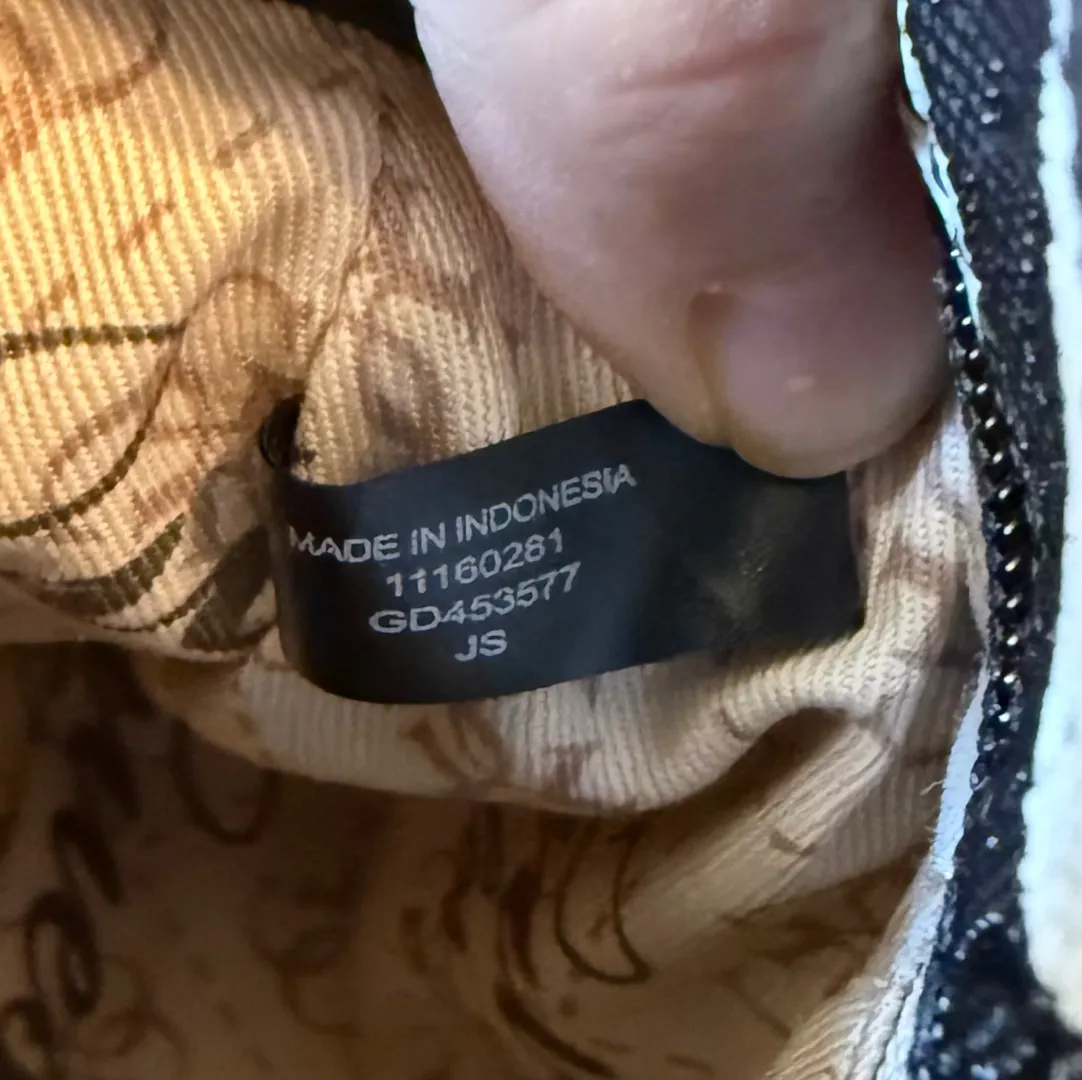 MADE IN INDONESIA
11160281
GD453577
JS